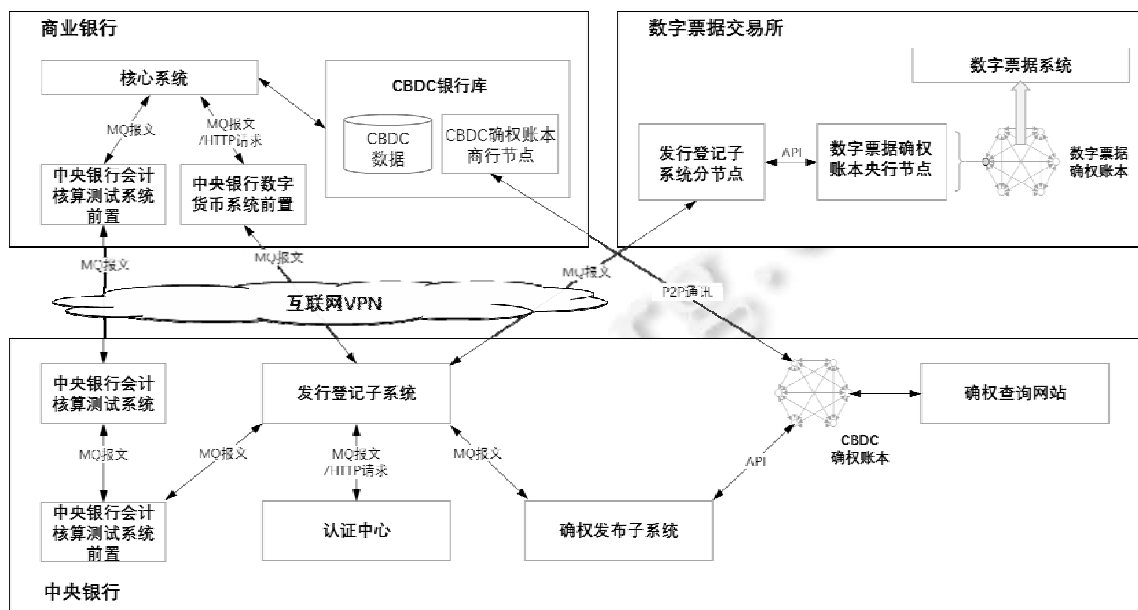 商业银行
核心系统
MQ报文
MQ报文
/HTTP请求
中央银行会计
核算测试系统
前置
中央银行数字
货币系统前置
CBDC银行库
CBDC
数据
CBDC确权账本
商行节点
数字票据交易所
数字票据系统
发行登记子
系统分节点
API
数字票据确权
账本央行节点
数字票据
确权账本
MQ报文
MQ报文
MQ报文
P2P通讯
互联网VPN
中央银行会计
核算测试系统
发行登记子系统
确权查询网站
CBDC
确权账本
MQ报文
MQ报文
MQ报文
/HTTP请求
MQ报文
API
中央银行会计
核算测试系统
前置
认证中心
确权发布子系统
中央银行